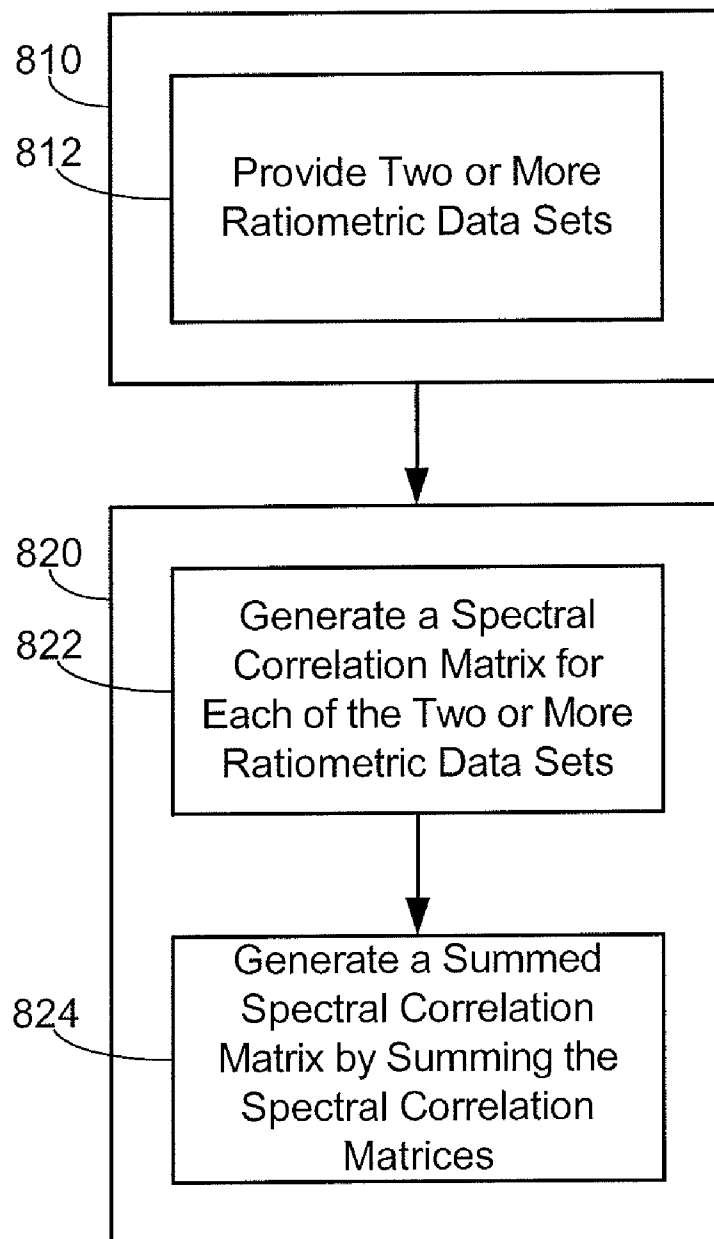 810
812
Provide Two or More
Ratiometric Data Sets
820
822
Generate a Spectral
Correlation Matrix for
Each of the Two or More
Ratiometric Data Sets
824
Generate a Summed
Spectral Correlation
Matrix by Summing the
Spectral Correlation
Matrices